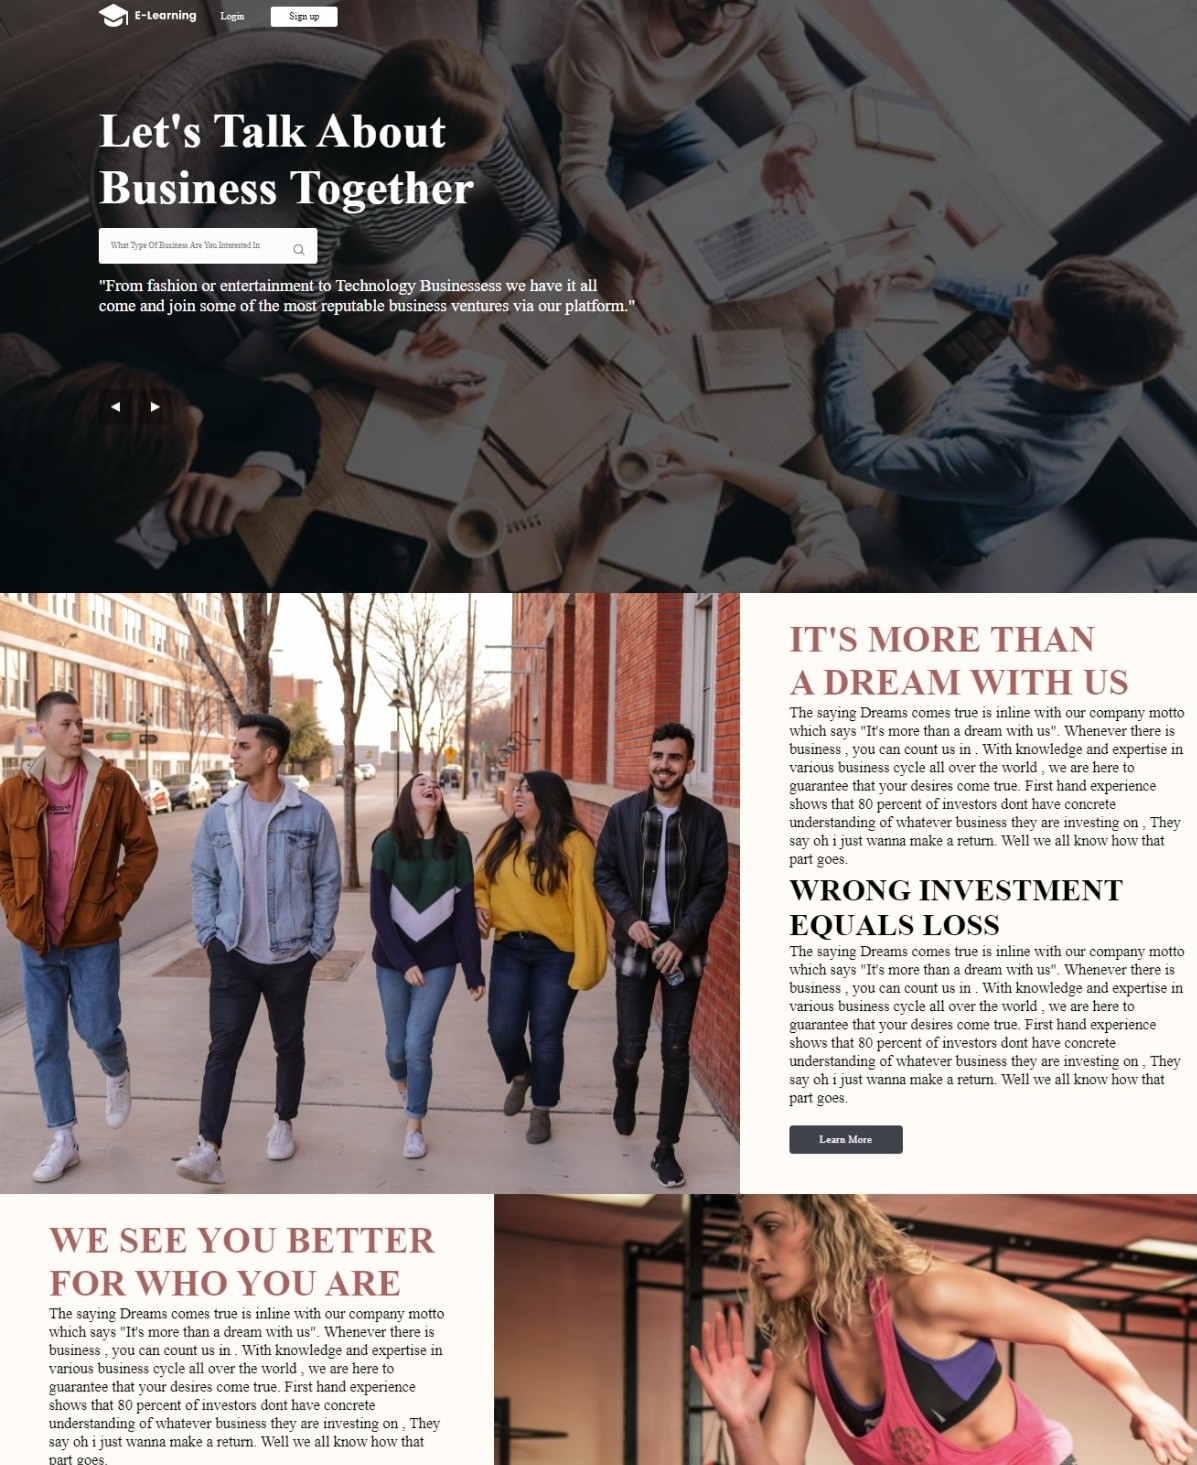 E-Learning Login Sign up
Let's Talk About
Business Together
What Type Of Business Are You Interested In
"From fashion or entertainment to Technology Businessess we have it all
come and join some of the most reputable business ventures via our platform."
IT'S MORE THAN
A DREAM WITH US
The saying Dreams comes true is inline with our company motto
which says "It's more than a dream with us". Whenever there is
business , you can count us in . With knowledge and expertise in
various business cycle all over the world , we are here to
guarantee that your desires come true. First hand experience
shows that 80 percent of investors dont have concrete
understanding of whatever business they are investing on , They
say oh i just wanna make a return. Well we all know how that
part goes.
WRONG INVESTMENT
EQUALS LOSS
The saying Dreams comes true is inline with our company motto
which says "It's more than a dream with us". Whenever there is
business , you can count us in . With knowledge and expertise in
various business cycle all over the world , we are here to
guarantee that your desires come true. First hand experience
shows that 80 percent of investors dont have concrete
understanding of whatever business they are investing on , They
say oh i just wanna make a return. Well we all know how that
part goes.
Learn More
WE SEE YOU BETTER
FOR WHO YOU ARE
The saying Dreams comes true is inline with our company motto
which says "It's more than a dream with us". Whenever there is
business , you can count us in . With knowledge and expertise in
various business cycle all over the world , we are here to
guarantee that your desires come true. First hand experience
shows that 80 percent of investors dont have concrete
understanding of whatever business they are investing on , They
say oh i just wanna make a return. Well we all know how that
part goes.